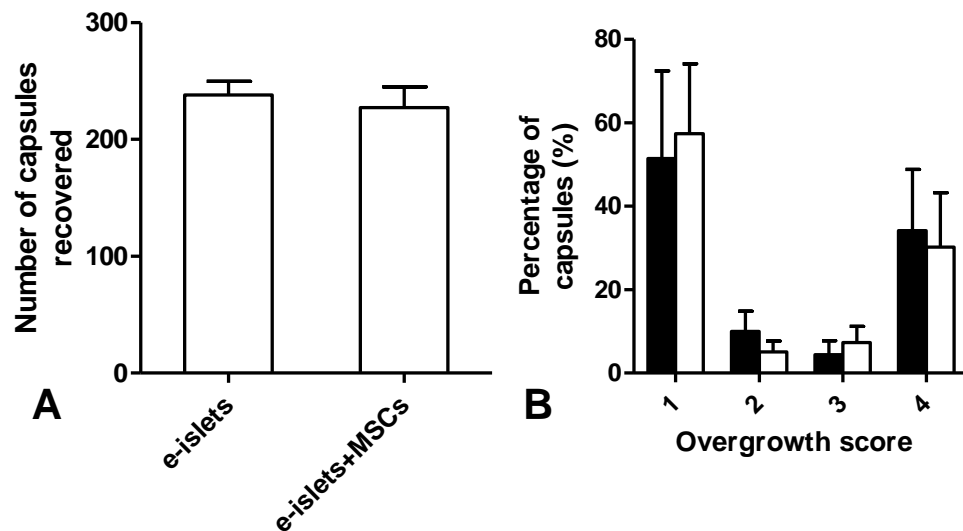 Number of capsules
recovered
300
200
100
0
e-islets
e-islets+MSCs
A
Percentage of
capsules (%)
80
60
40
20
0
1
2
3
4
Overgrowth score
B